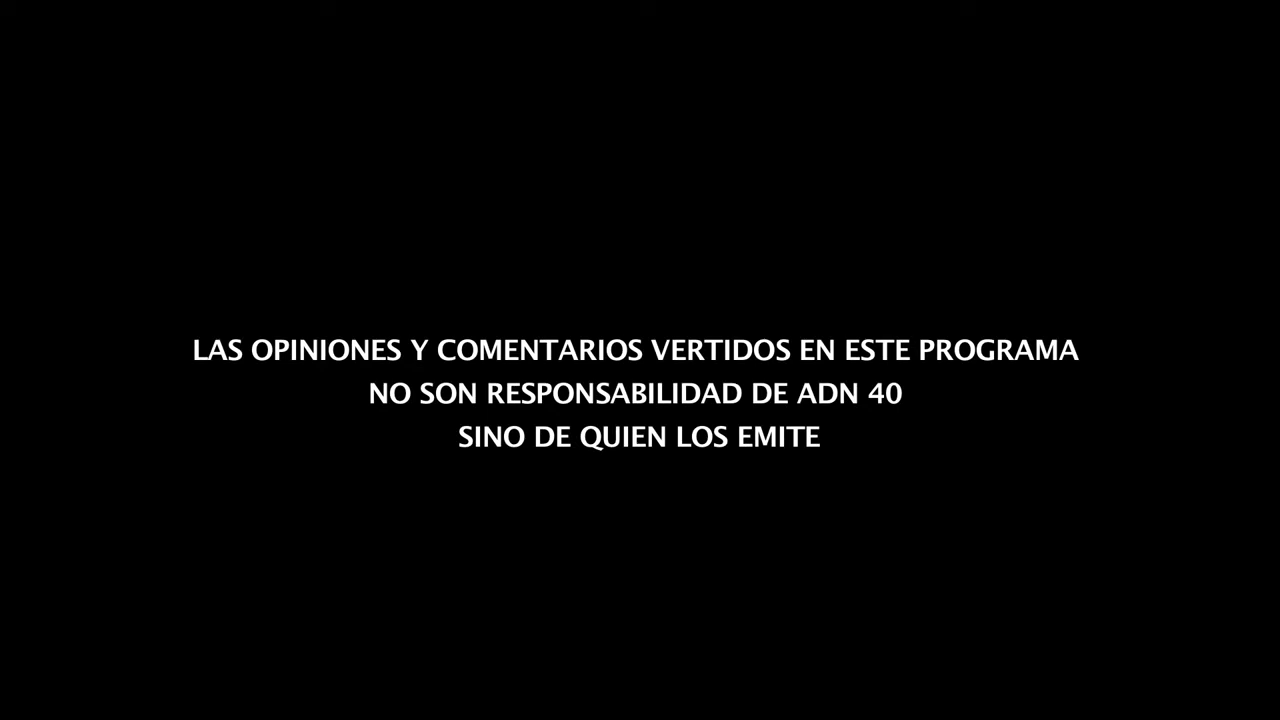 LAS OPINIONES Y COMENTARIOS VERTIDOS EN ESTE PROGRAMA
NO SON RESPONSABILIDAD DE ADN 40
SINO DE QUIEN LOS EMITE